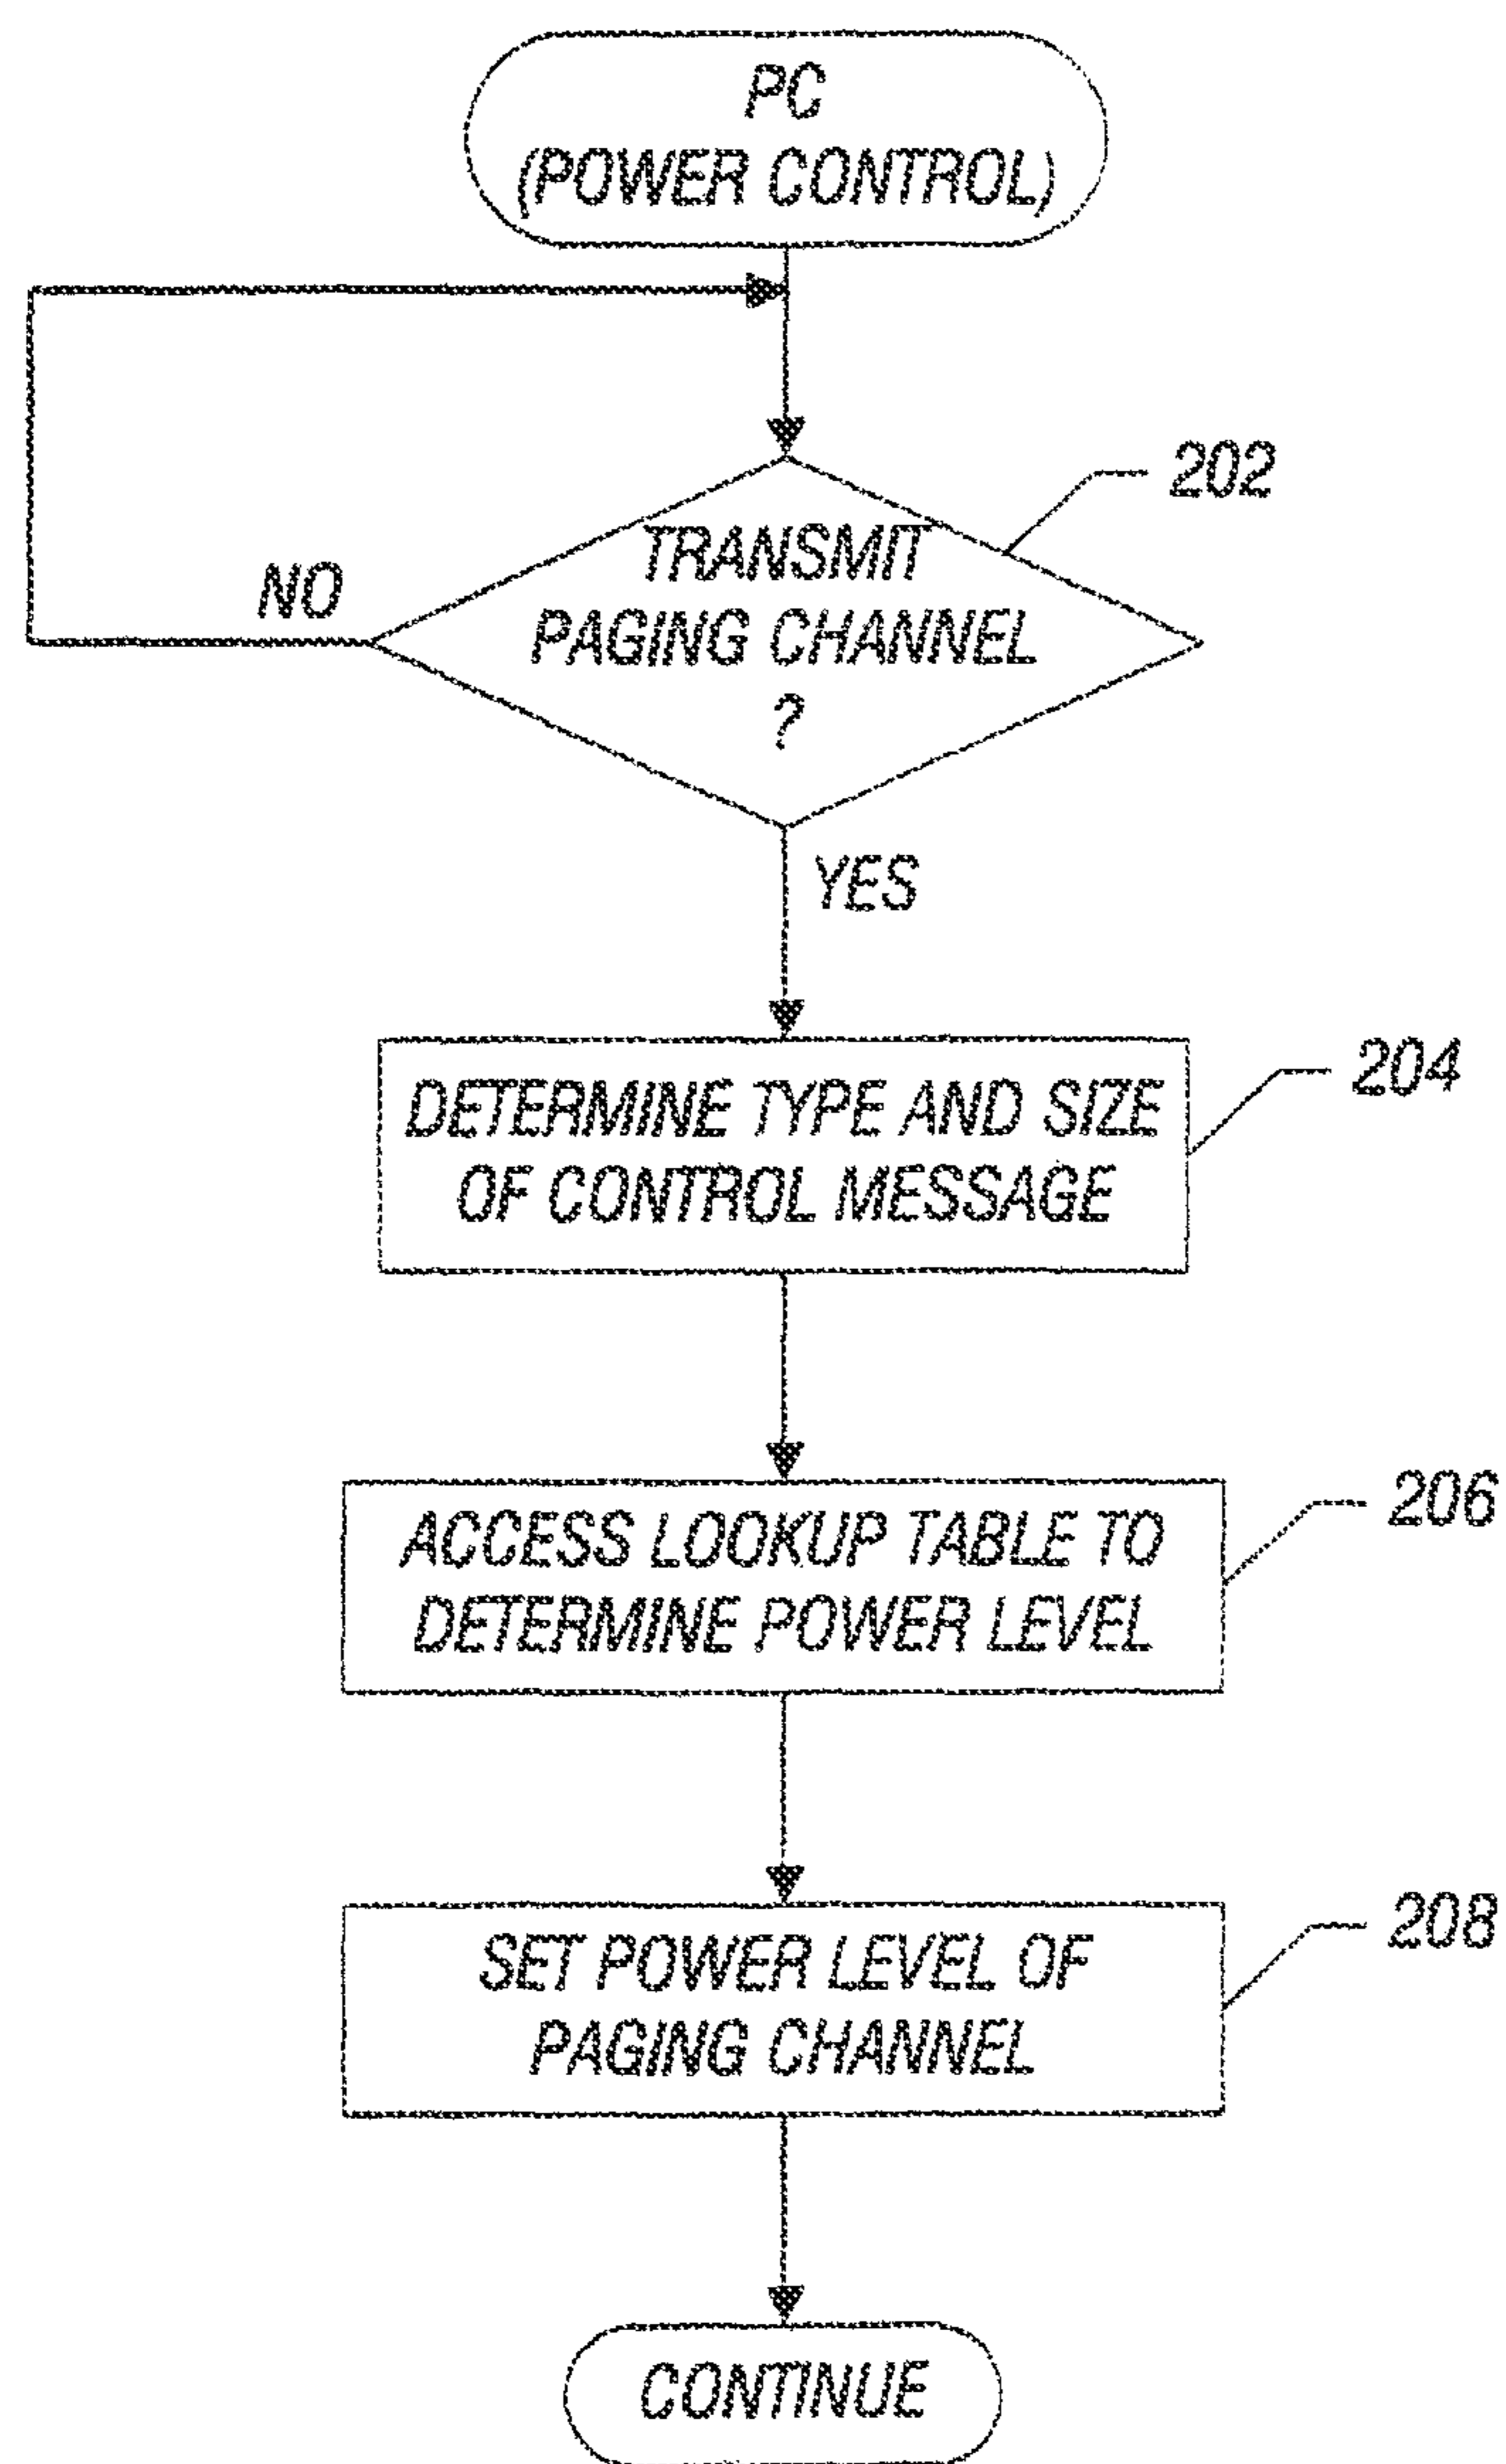 PC
(POWER CONTROL)
202
TRANSMIT
PAGING CHANNEL
?
NO
YES
204
DETERMINE TYPE AND SIZE
OF CONTROL MESSAGE
206
ACCESS LOOKUP TABLE TO
DETERMINE POWER LEVEL
208
SET POWER LEVEL OF
PAGING CHANNEL
CONTINUE